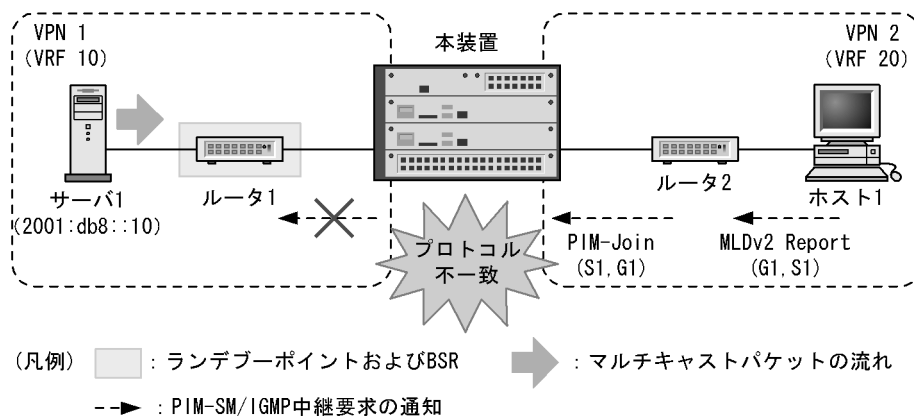 VPN 1
(VRF 10)
本装置
VPN 2
(VRF 20)
サーバ1
(2001:db8::10)
ルータ1
ルータ2
ホスト1
プロトコル
不一致
PIM-Join
(S1,G1)
MLDv2 Report
(G1,S1)
(凡例)
:ランデブーポイントおよびBSR
:マルチキャストパケットの流れ
:PIM-SM/IGMP中継要求の通知